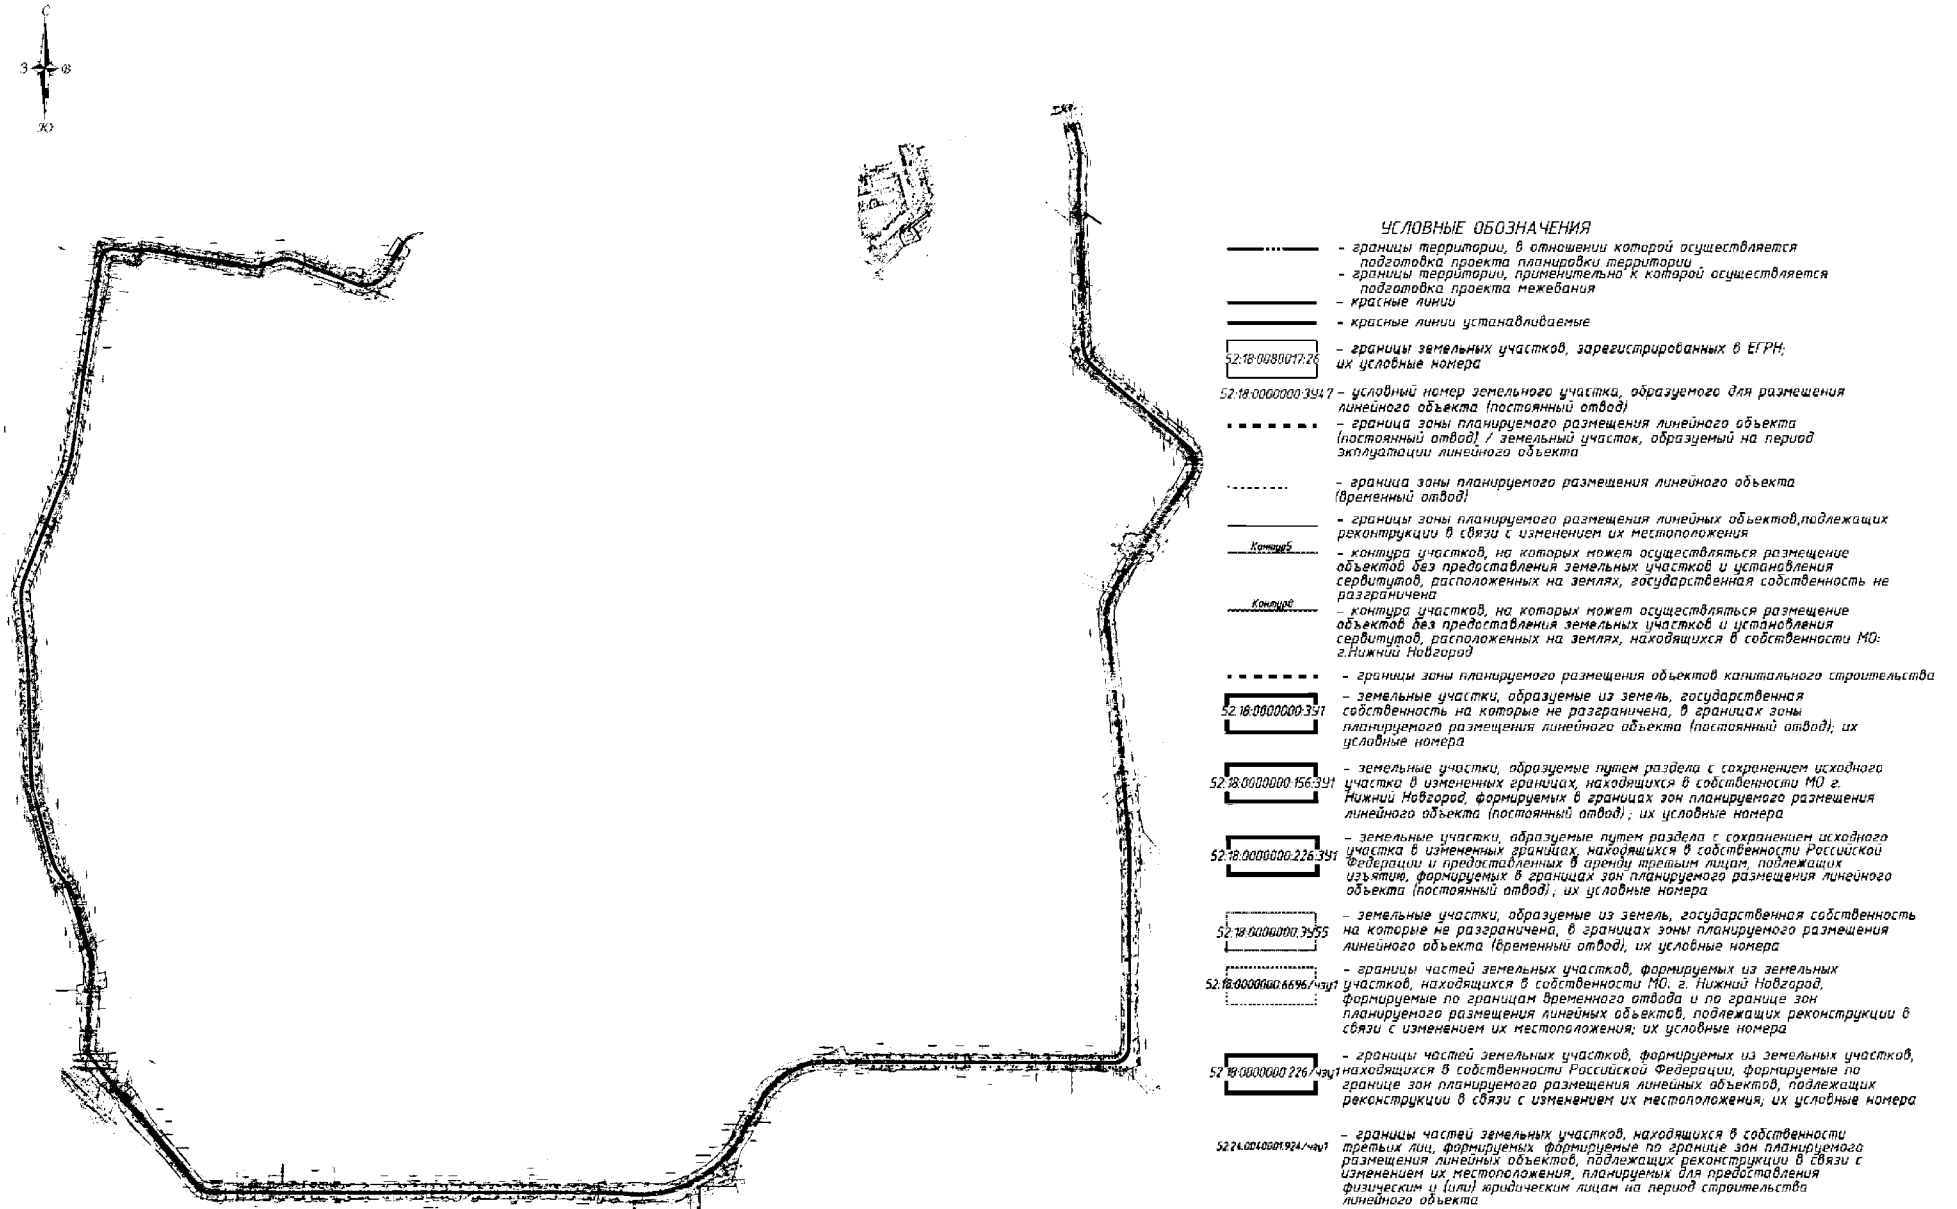 С
З В
Ю
УСЛОВНЫЕ ОБОЗНАЧЕНИЯ
- границы территории, в отношении которой осуществляется
подготовка проекта планировки территории
- границы территории, применительно к которой осуществляется
подготовка проекта межевания
- красные линии
- красные линии устанавливаемые
52:18:0080017:26
- границы земельных участков, зарегистрированных в ЕГРН;
их условные номера
52:18:0000000:ЗУ47 - условный номер земельного участка, образуемого для размещения
линейного объекта (постоянный отвод)
- граница зоны планируемого размещения линейного объекта
(постоянный отвод) / земельный участок, образуемый на период
эксплуатации линейного объекта
- граница зоны планируемого размещения линейного объекта
(временный отвод)
- границы зоны планируемого размещения линейных объектов,подлежащих
реконструкции в связи с изменением их местоположения
Контур5
- контура участков, на которых может осуществляться размещение
объектов без предоставления земельных участков и установления
сервитутов, расположенных на землях, государственная собственность не
разграничена
- контура участков, на которых может осуществляться размещение
объектов без предоставления земельных участков и установления
сервитутов, расположенных на землях, находящихся в собственности МО:
г.Нижний Новгород
- границы зоны планируемого размещения объектов капитального строительства
52:18:0000000:ЗУ1
- земельные участки, образуемые из земель, государственная
собственность на которые не разграничена, в границах зоны
планируемого размещения линейного объекта (постоянный отвод); их
условные номера
52:18:0000000:156:ЗУ1
- земельные участки, образуемые путем раздела с сохранением исходного
участка в измененных границах, находящихся в собственности МО г.
Нижний Новгород, формируемых в границах зон планируемого размещения
линейного объекта (постоянный отвод) ; их условные номера
52:18:0000000:226:ЗУ1
- земельные участки, образуемые путем раздела с сохранением исходного
участка в измененных границах, находящихся в собственности Российской
Федерации и предоставленных в аренду третьим лицам, подлежащих
изъятию, формируемых в границах зон планируемого размещения линейного
объекта (постоянный отвод) ; их условные номера
52:18:0000000:ЗУ55
- земельные участки, образуемые из земель, государственная собственность
на которые не разграничена, в границах зоны планируемого размещения
линейного объекта (временный отвод), их условные номера
52:18:0000000:6696/чзу1
- границы частей земельных участков, формируемых из земельных
участков, находящихся в собственности МО: г. Нижний Новгород,
формируемые по границам временного отвода и по границе зон
планируемого размещения линейных объектов, подлежащих реконструкции в
связи с изменением их местоположения; их условные номера
52:18:0000000:226/чзу1
- границы частей земельных участков, формируемых из земельных участков,
находящихся в собственности Российской Федерации, формируемые по
границе зон планируемого размещения линейных объектов, подлежащих
реконструкции в связи с изменением их местоположения; их условные номера
52:24:0040001:924/чзу1
- границы частей земельных участков, находящихся в собственности
третьих лиц, формируемых формируемые по границе зон планируемого
размещения линейных объектов, подлежащих реконструкции в связи с
изменением их местоположения, планируемых для предоставления
физическим и (или) юридическим лицам на период строительства
линейного объекта